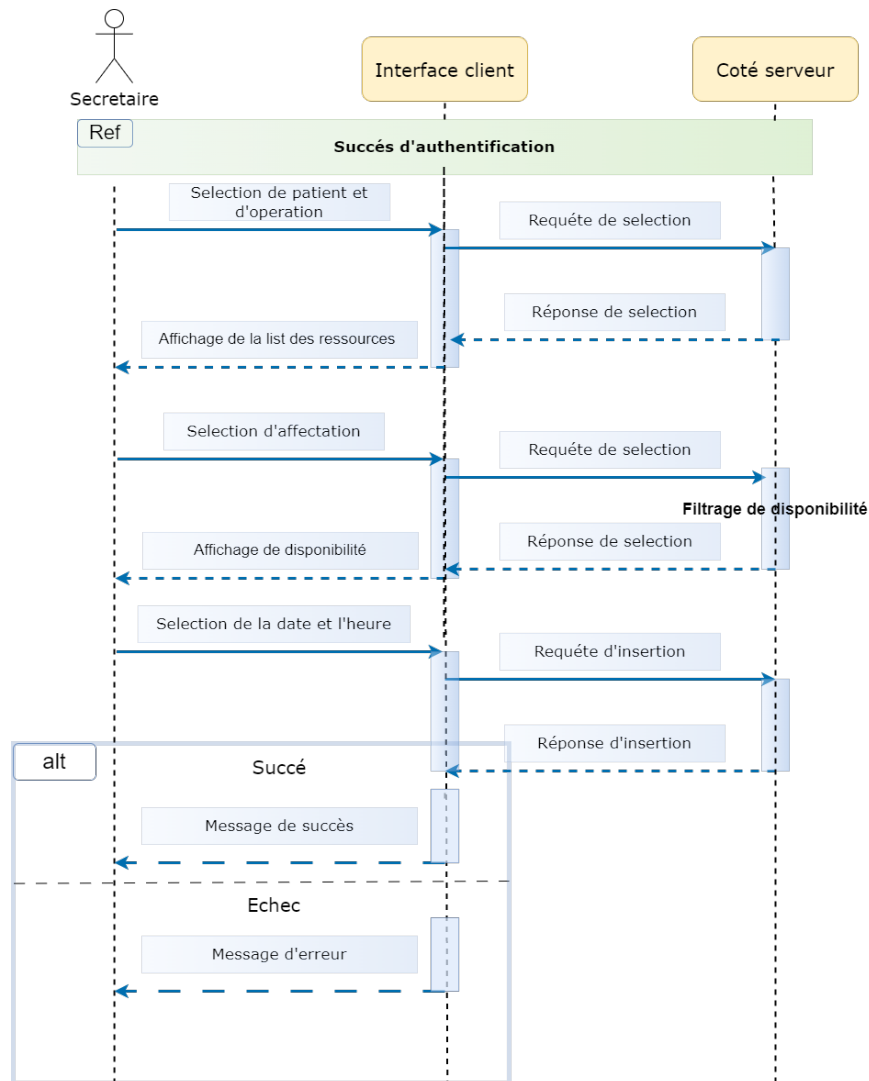 Secretaire
Interface client
Coté serveur
Ref
Succés d'authentification
Selection de patient et
d'operation
Requéte de selection
Réponse de selection
Affichage de la list des ressources
Selection d'affectation
Requéte de selection
Filtrage de disponibilité
Réponse de selection
Affichage de disponibilité
Selection de la date et l'heure
Requéte d'insertion
Réponse d'insertion
alt
Succé
Message de succès
Echec
Message d'erreur